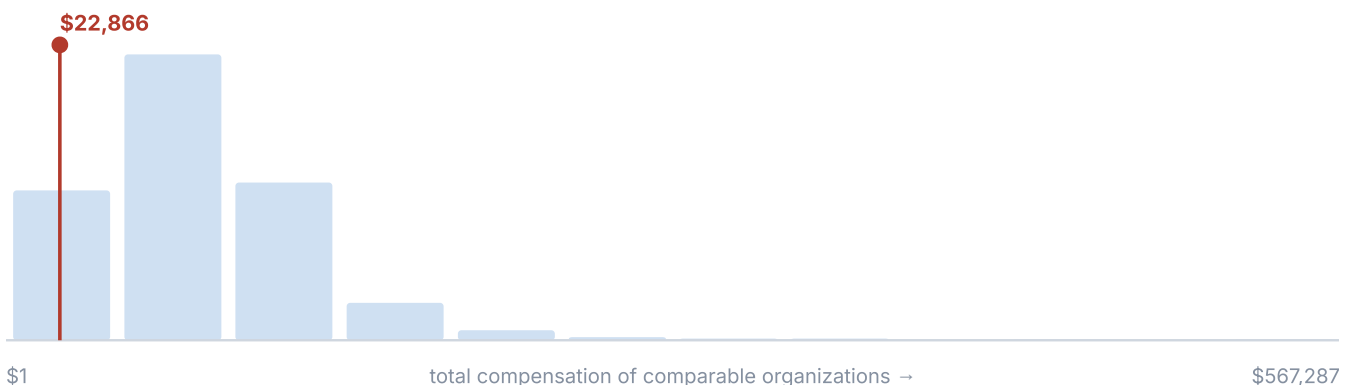 $22,866
$1
total compensation of comparable organizations →
$567,287